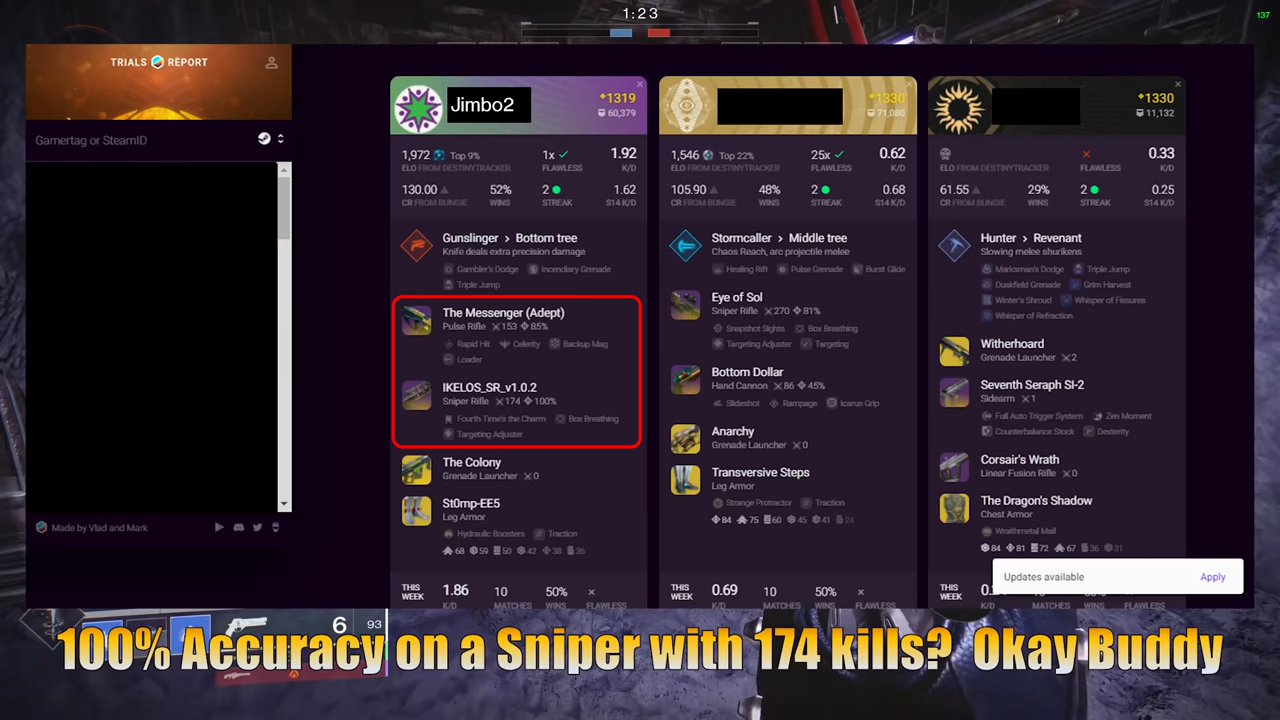 1:23
137
TRIALS REPORT
Gamertag or SteamID
Made by Vlad and Mark
Jimbo2
1319
60,379
1,972 Top 9% 1x 1.92
ELO FROM DESTINYTRACKER FLAWLESS K/D
130.00 52% 2 1.62
CR FROM BUNGIE WINS STREAK S14 K/D
Gunslinger › Bottom tree
Knife deals extra precision damage
Gambler's Dodge Incendiary Grenade
Triple Jump
The Messenger (Adept)
Pulse Rifle 153 85%
Rapid Hit Celerity Backup Mag
Loader
IKELOS_SR_v1.0.2
Sniper Rifle 174 100%
Fourth Time's the Charm Box Breathing
Targeting Adjuster
The Colony
Grenade Launcher 0
St0mp-EE5
Leg Armor
Hydraulic Boosters Traction
68 59 50 42 38 36
THIS WEEK 1.86 10 50%
K/D MATCHES WINS FLAWLESS
1330
71,080
1,546 Top 22% 25x 0.62
ELO FROM DESTINYTRACKER FLAWLESS K/D
105.90 48% 2 0.68
CR FROM BUNGIE WINS STREAK S14 K/D
Stormcaller › Middle tree
Chaos Reach, arc projectile melee
Healing Rift Pulse Grenade Burst Glide
Eye of Sol
Sniper Rifle 270 81%
Snapshot Sights Box Breathing
Targeting Adjuster Targeting
Bottom Dollar
Hand Cannon 86 45%
Slideshot Rampage Icarus Grip
Anarchy
Grenade Launcher 0
Transversive Steps
Leg Armor
Strange Protractor Traction
84 75 60 45 41 24
THIS WEEK 0.69 10 50%
K/D MATCHES WINS FLAWLESS
1330
11,132
0.33
ELO FROM DESTINYTRACKER FLAWLESS K/D
61.55 29% 2 0.25
CR FROM BUNGIE WINS STREAK S14 K/D
Hunter › Revenant
Slowing melee shurikens
Marksman's Dodge Triple Jump
Duskfield Grenade Grim Harvest
Winter's Shroud Whisper of Fissures
Whisper of Refraction
Witherhoard
Grenade Launcher 2
Seventh Seraph SI-2
Sidearm 1
Full Auto Trigger System Zen Moment
Counterbalance Stock Dexterity
Corsair's Wrath
Linear Fusion Rifle 0
The Dragon's Shadow
Chest Armor
Wraithmetal Mail
84 81 72 67 36 31
Updates available Apply
THIS WEEK
K/D MATCHES WINS FLAWLESS
6 93
100% Accuracy on a Sniper with 174 kills? Okay Buddy